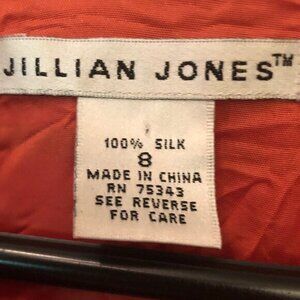 JILLIAN JONES™
100% SILK
8
MADE IN CHINA
RN 75343
SEE REVERSE
FOR CARE